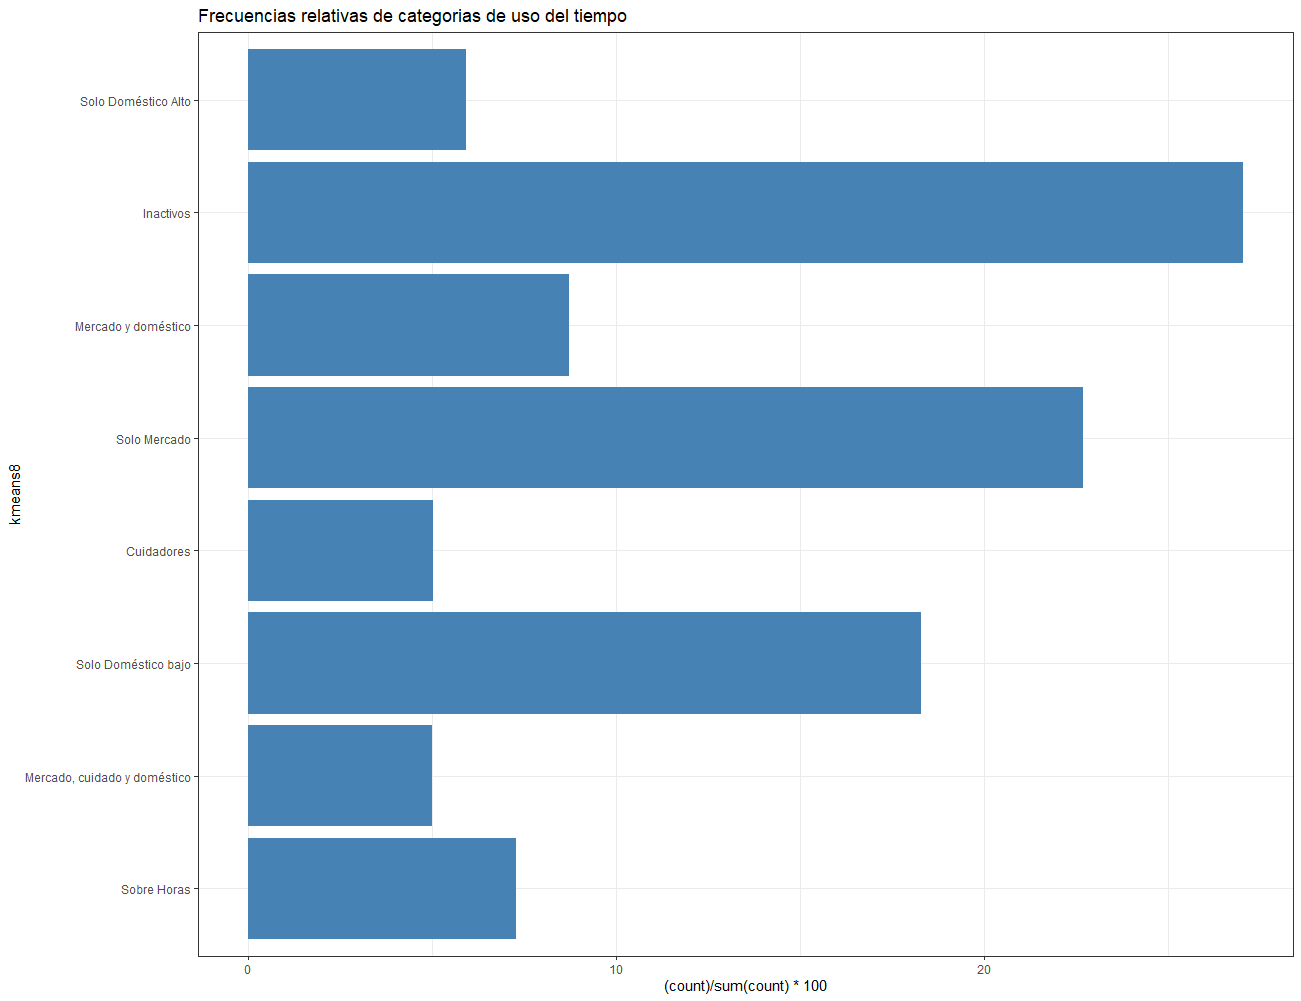 Frecuencias relativas de categorias de uso del tiempo
Solo Doméstico Alto
Inactivos
Mercado y doméstico
Solo Mercado
Cuidadores
Solo Doméstico bajo
Mercado, cuidado y doméstico
Sobre Horas
kmeans8
0 10 20
(count)/sum(count) * 100